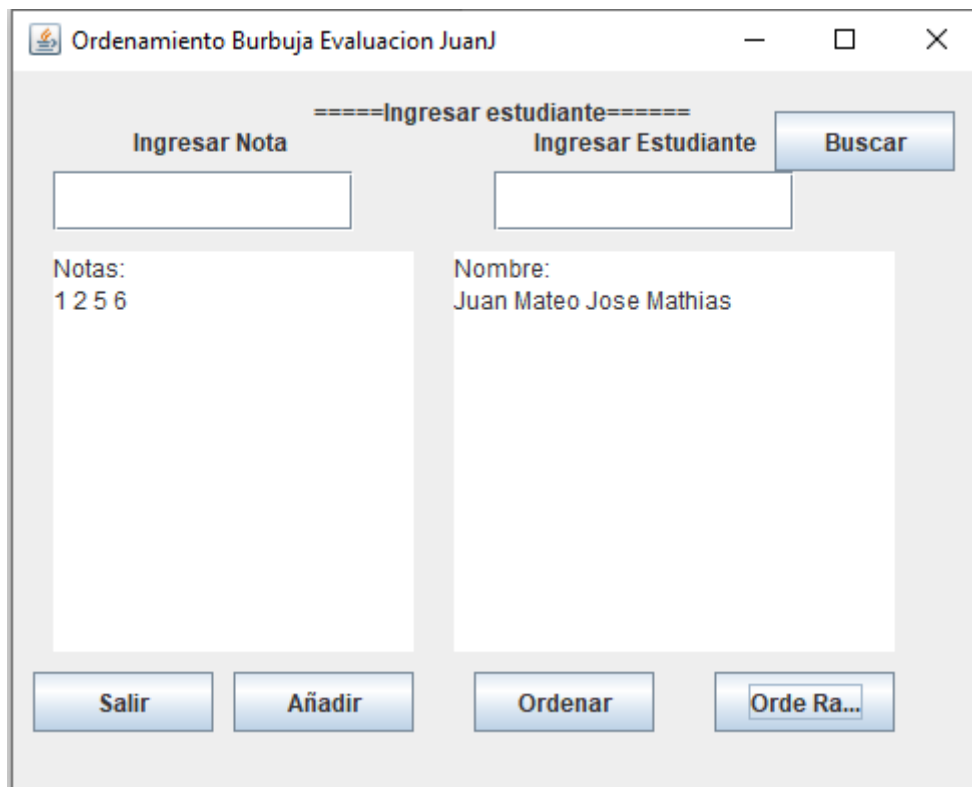 Ordenamiento Burbuja Evaluacion JuanJ
=====Ingresar estudiante======
Ingresar Nota
Ingresar Estudiante
Buscar
Notas:
1 2 5 6
Nombre:
Juan Mateo Jose Mathias
Salir
Añadir
Ordenar
Orde Ra...